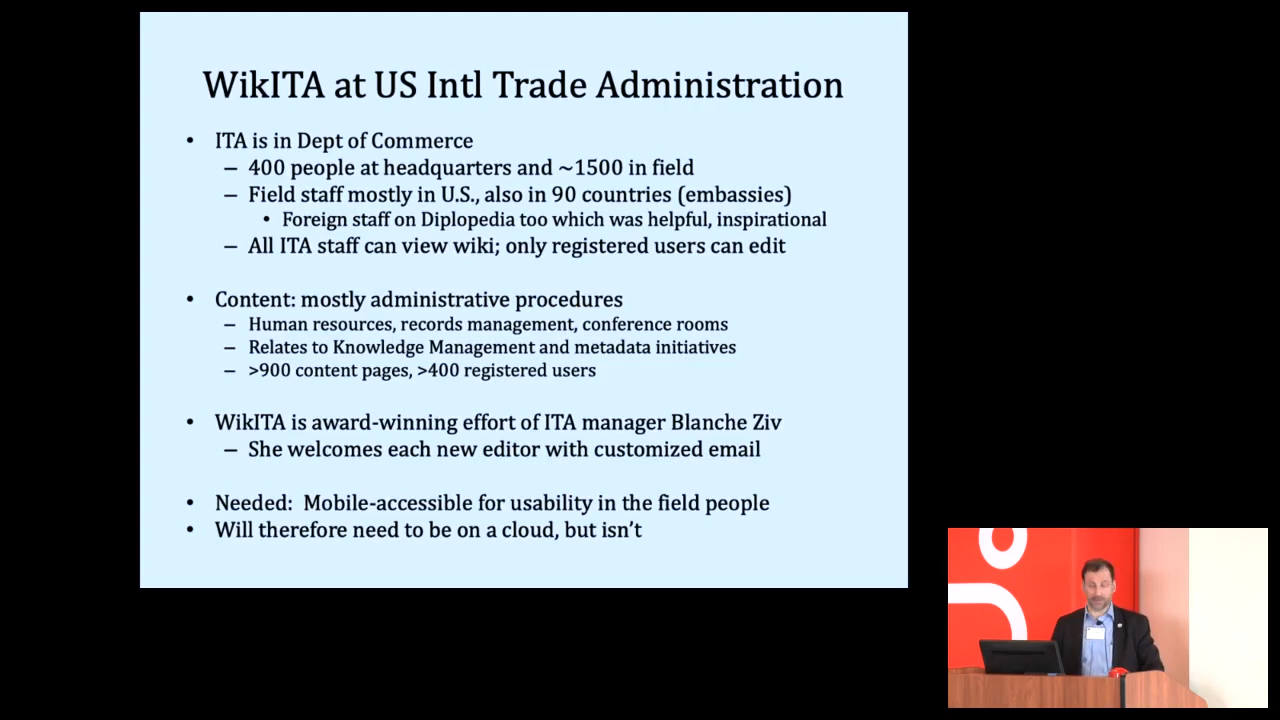 WikITA at US Intl Trade Administration
• ITA is in Dept of Commerce
– 400 people at headquarters and ~1500 in field
– Field staff mostly in U.S., also in 90 countries (embassies)
• Foreign staff on Diplopedia too which was helpful, inspirational
– All ITA staff can view wiki; only registered users can edit
• Content: mostly administrative procedures
– Human resources, records management, conference rooms
– Relates to Knowledge Management and metadata initiatives
– >900 content pages, >400 registered users
• WikITA is award-winning effort of ITA manager Blanche Ziv
– She welcomes each new editor with customized email
• Needed:  Mobile-accessible for usability in the field people
• Will therefore need to be on a cloud, but isn’t